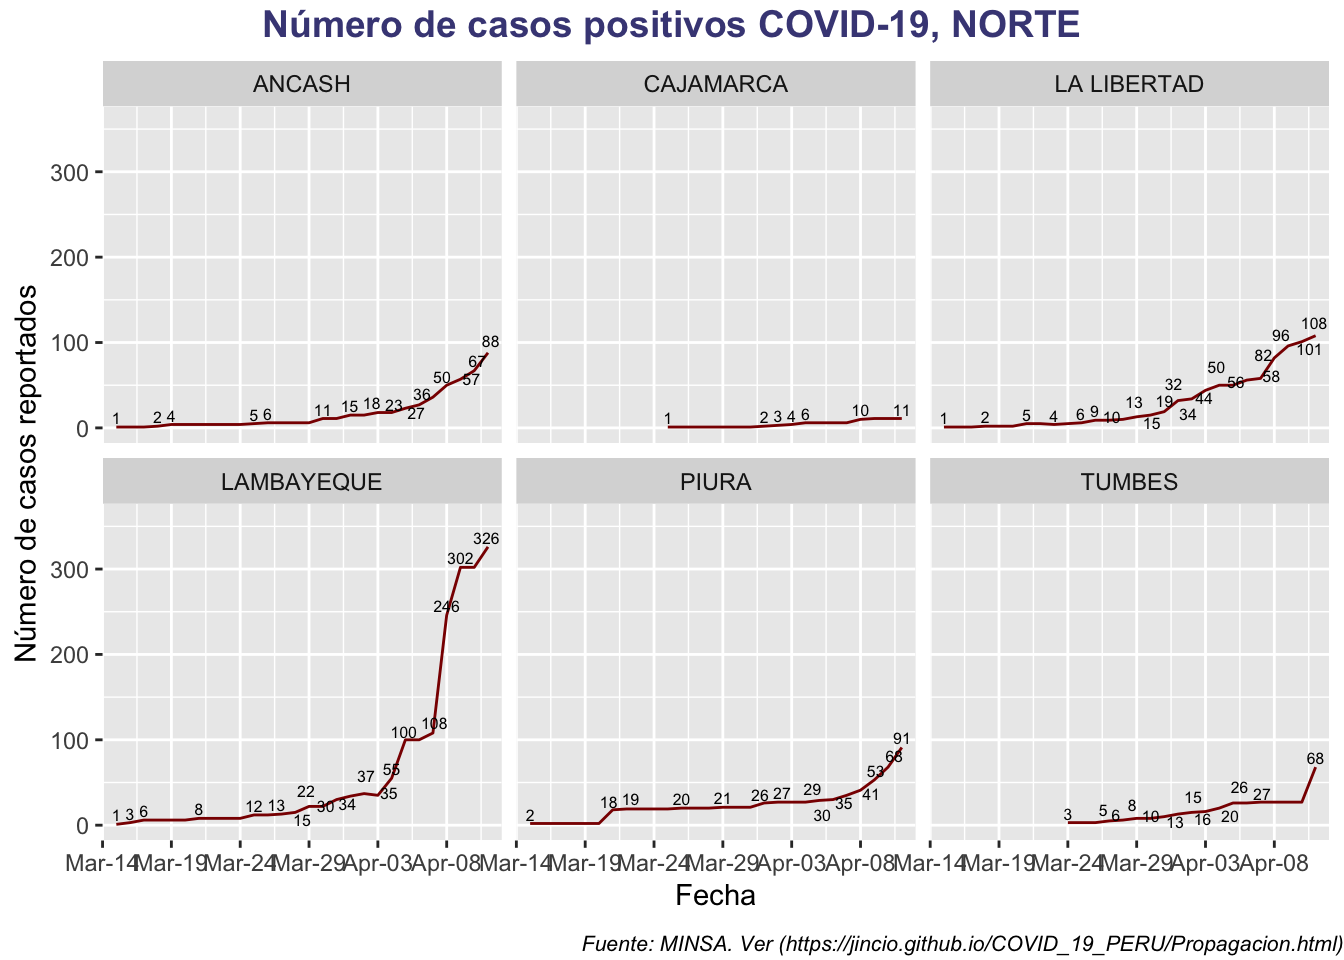 Número de casos positivos COVID-19, NORTE
ANCASH CAJAMARCA LA LIBERTAD
Número de casos reportados
300
200
100
0
1 2 4 5 6 11 15 18 23 27 36 50 57 67 88
1 2 3 4 6 10 11
1 2 5 4 6 9 10 13 15 19 32 34 44 50 56 58 82 96 101 108
LAMBAYEQUE PIURA TUMBES
300
200
100
0
1 3 6 8 12 13 15 22 30 34 37 35 55 100 108 246 302 326
2 18 19 20 21 26 27 29 30 35 41 53 68 91
3 5 6 8 10 13 15 16 20 26 27 68
Mar-14 Mar-19 Mar-24 Mar-29 Apr-03 Apr-08 Mar-14 Mar-19 Mar-24 Mar-29 Apr-03 Apr-08 Mar-14 Mar-19 Mar-24 Mar-29 Apr-03 Apr-08
Fecha
Fuente: MINSA. Ver (https://jincio.github.io/COVID_19_PERU/Propagacion.html)